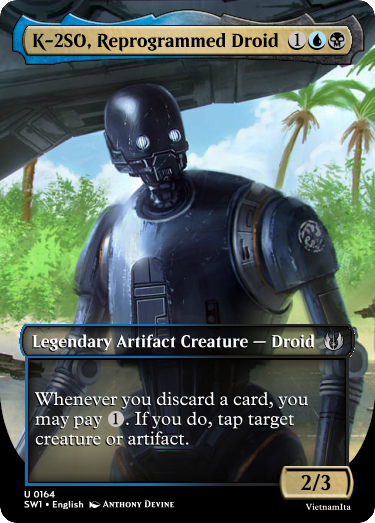 K-2SO, Reprogrammed Droid 1
Legendary Artifact Creature — Droid
Whenever you discard a card, you
may pay 1. If you do, tap target
creature or artifact.
2/3
U 0164
SW1 • English Anthony Devine
VietnamIta